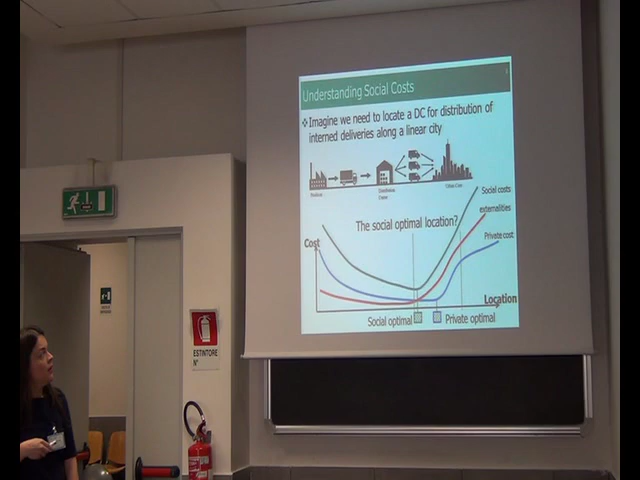 Understanding Social Costs
Imagine we need to locate a DC for distribution of
interned deliveries along a linear city
Social costs
externalities
The social optimal location?
Private cost
Cost
Location
Social optimal
Private optimal
ESTINTORE
N°